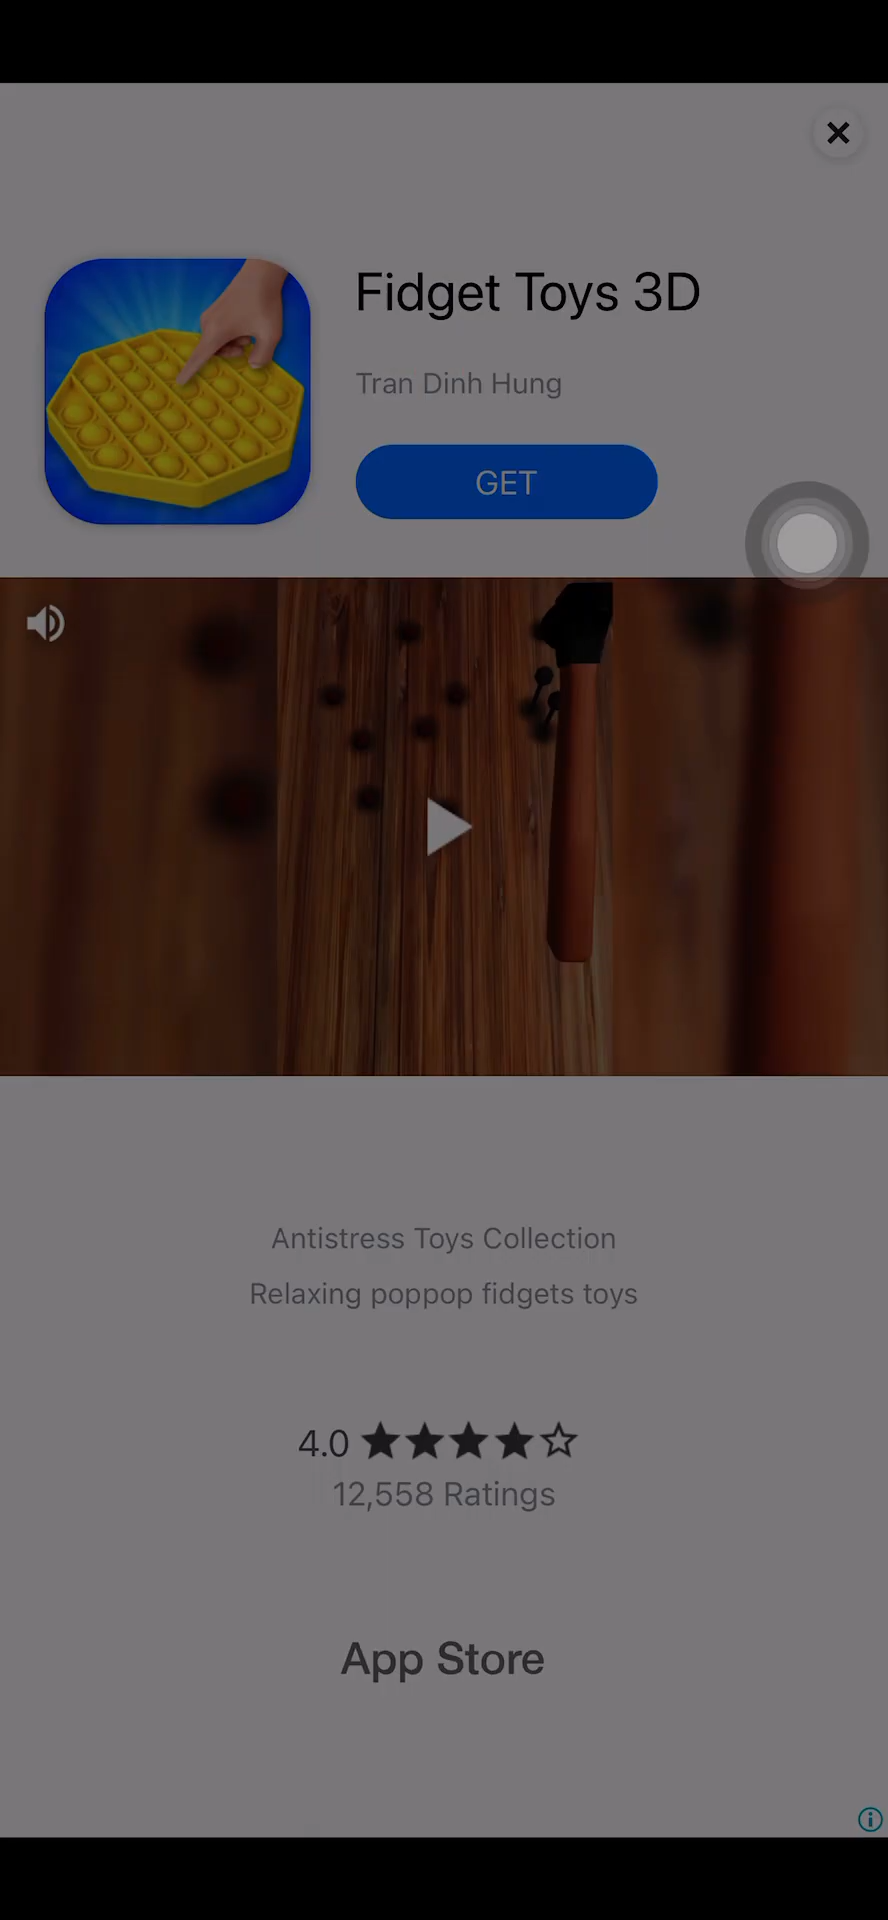 Fidget Toys 3D
Tran Dinh Hung
GET
Antistress Toys Collection
Relaxing poppop fidgets toys
4.0
12,558 Ratings
App Store